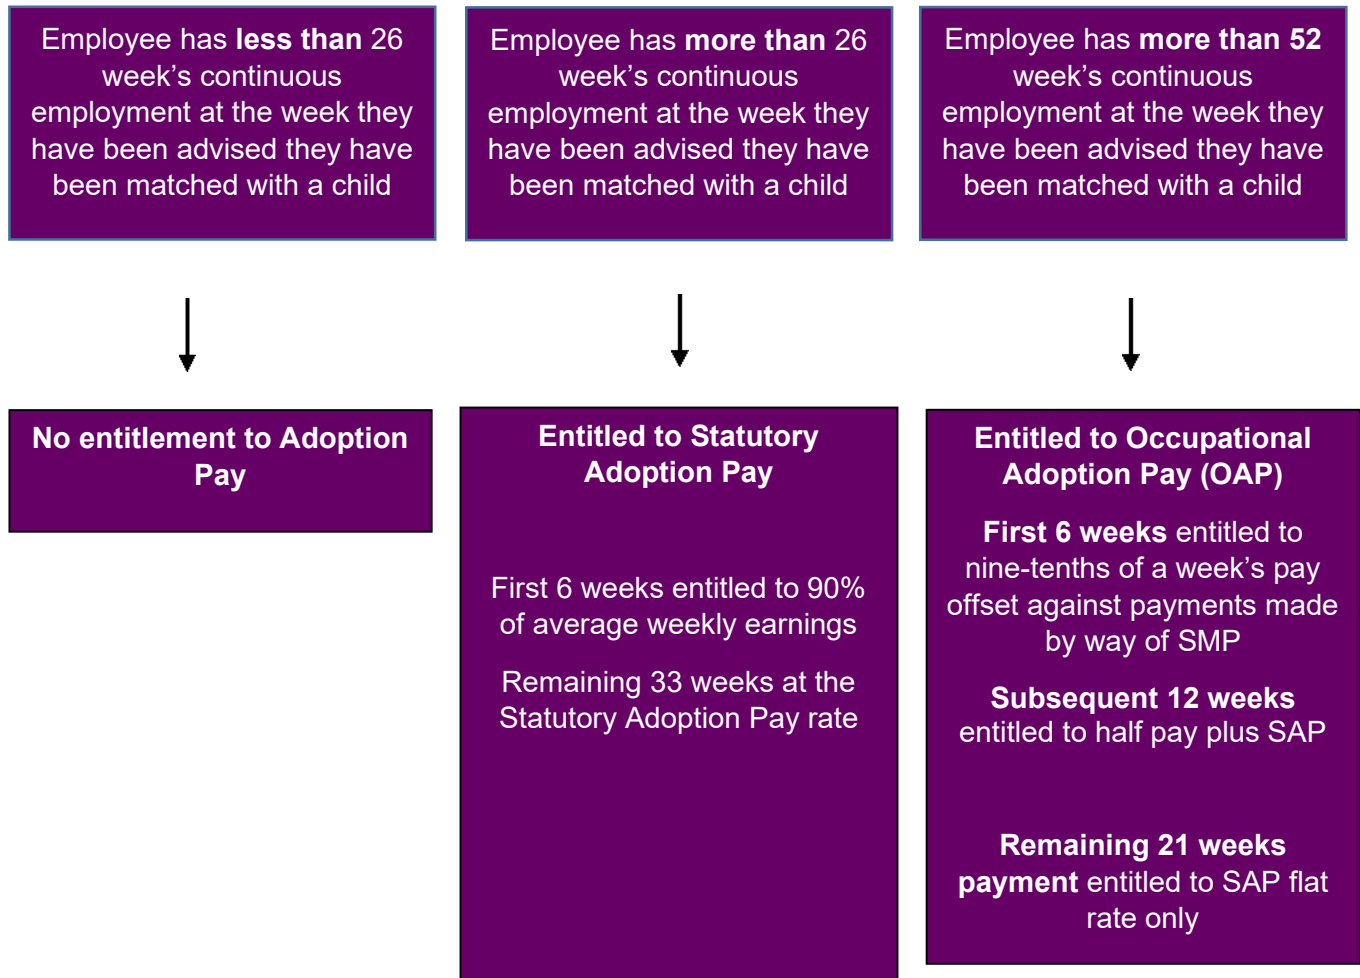 Employee has less than 26
week's continuous
employment at the week they
have been advised they have
been matched with a child
Employee has more than 26
week's continuous
employment at the week they
have been advised they have
been matched with a child
Employee has more than 52
week's continuous
employment at the week they
have been advised they have
been matched with a child
No entitlement to Adoption
Pay
Entitled to Statutory
Adoption Pay
First 6 weeks entitled to 90%
of average weekly earnings
Remaining 33 weeks at the
Statutory Adoption Pay rate
Entitled to Occupational
Adoption Pay (OAP)
First 6 weeks entitled to
nine-tenths of a week’s pay
offset against payments made
by way of SMP
Subsequent 12 weeks
entitled to half pay plus SAP
Remaining 21 weeks
payment entitled to SAP flat
rate only